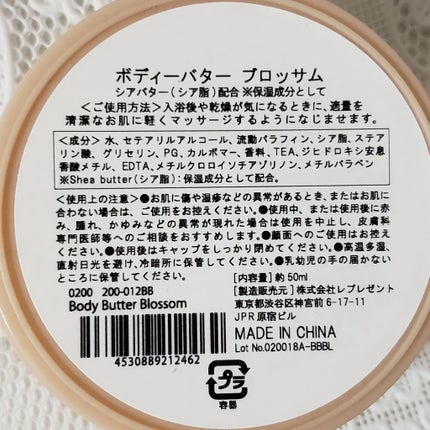 ボディーバター ブロッサム
シアバター(シア脂)配合 ※保湿成分として
<ご使用方法>入浴後や乾燥が気になるときに、適量を
清潔なお肌に軽くマッサージするようになじませます。
<成分> 水、セテアリルアルコール、流動パラフィン、シア脂、ステア
リン酸、グリセリン、PG、カルボマー、香料、TEA、ジヒドロキシ安息
香酸メチル、EDTA、メチルクロロイソチアゾリノン、メチルパラベン
※Shea butter(シア脂):保湿成分として配合。
<使用上の注意>●お肌に傷や湿疹などの異常があるとき、またはお肌に
合わない場合は、ご使用をお控えください。●使用中、または使用後に赤
み、腫れ、かゆみなどの異常が現れた場合は使用を中止し、皮膚科
専門医師等へのご相談をおすすめします。●顔面へのご使用はお控え
ください。●使用後はキャップをしっかり閉めてください。●高温多湿、
直射日光を避け、冷暗所に保管してください。●乳幼児の手の届かない
ところに保管してください。
[内容量]約 50ml
0200 200-012BB
Body Butter Blossom
4530889212462
[製造販売元]株式会社レプレゼント
東京都渋谷区神宮前 6-17-11
JPR原宿ビル
MADE IN CHINA
Lot No.020018A-BBBL
プラ
容器